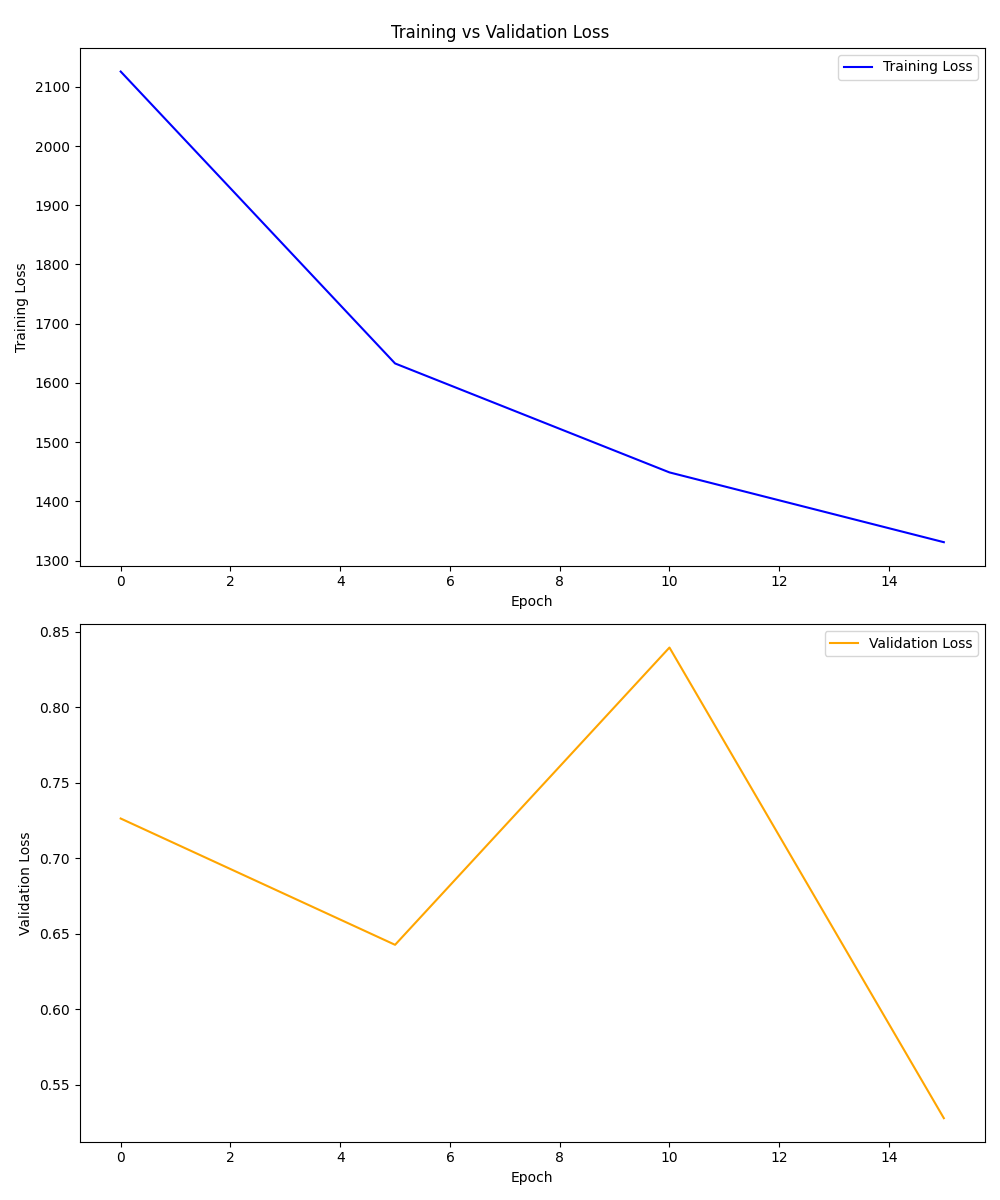 Training vs Validation Loss
Training Loss
2100
2000
1900
1800
1700
1600
1500
1400
1300
Training Loss
0 2 4 6 8 10 12 14
Epoch
Validation Loss
0.85
0.80
0.75
0.70
0.65
0.60
0.55
Validation Loss
0 2 4 6 8 10 12 14
Epoch